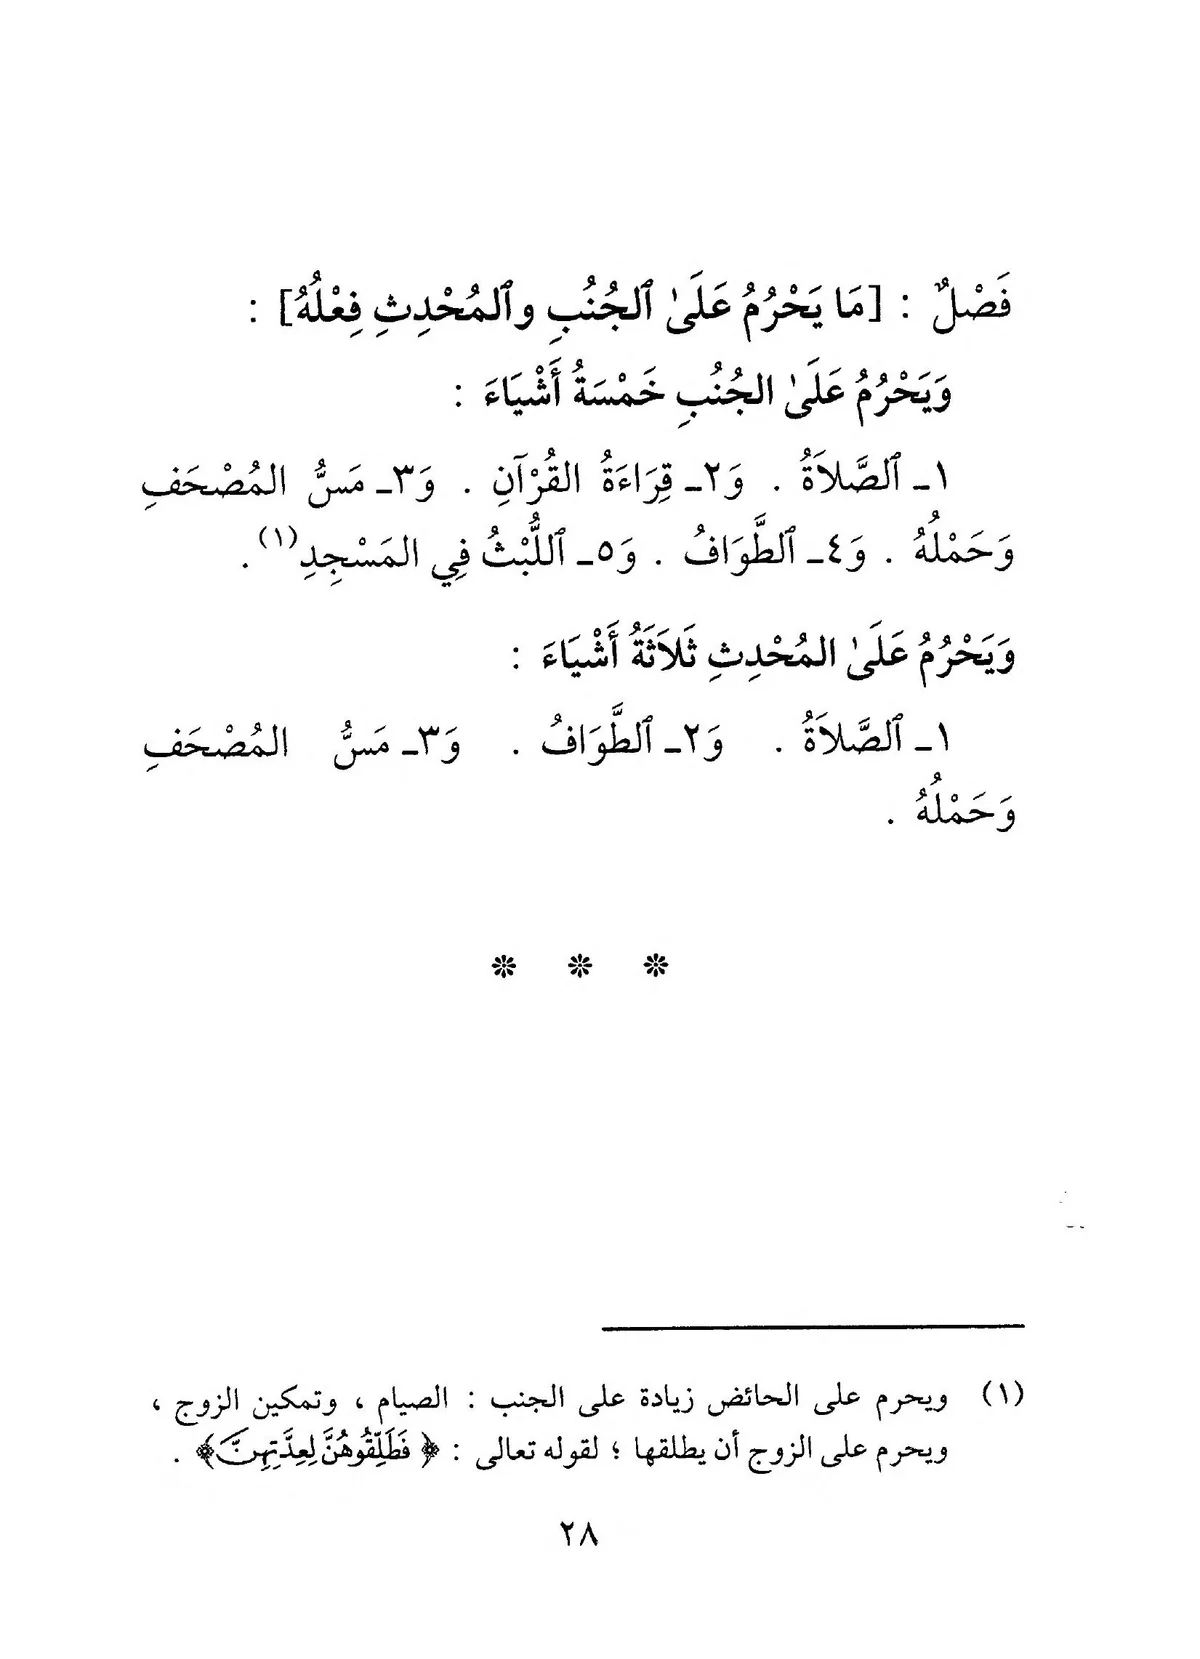 فَصْلٌ : [مَا يَحْرُمُ عَلَىٰ ٱلجُنُبِ وٱلمُحْدِثِ فِعْلُهُ] :
وَيَحْرُمُ عَلَىٰ الجُنُبِ خَمْسَةُ أَشْيَاءَ :
١ـ ٱلصَّلاَةُ . وَ٢ـ قِرَاءَةُ القُرْآنِ . وَ٣ـ مَسُّ المُصْحَفِ
وَحَمْلُهُ . وَ٤ـ ٱلطَّوَافُ . وَ٥ـ ٱللُّبْثُ فِي المَسْجِدِ(١) .
وَيَحْرُمُ عَلَىٰ المُحْدِثِ ثَلاَثَةُ أَشْيَاءَ :
١ـ ٱلصَّلاَةُ . وَ٢ـ ٱلطَّوَافُ . وَ٣ـ مَسُّ المُصْحَفِ
وَحَمْلُهُ .
(١) ويحرم على الحائض زيادة على الجنب : الصيام ، وتمكين الزوج ،
ويحرم على الزوج أن يطلقها ؛ لقوله تعالى : ﴿ فَطَلِّقُوهُنَّ لِعِدَّتِهِنَّ ﴾ .
٢٨